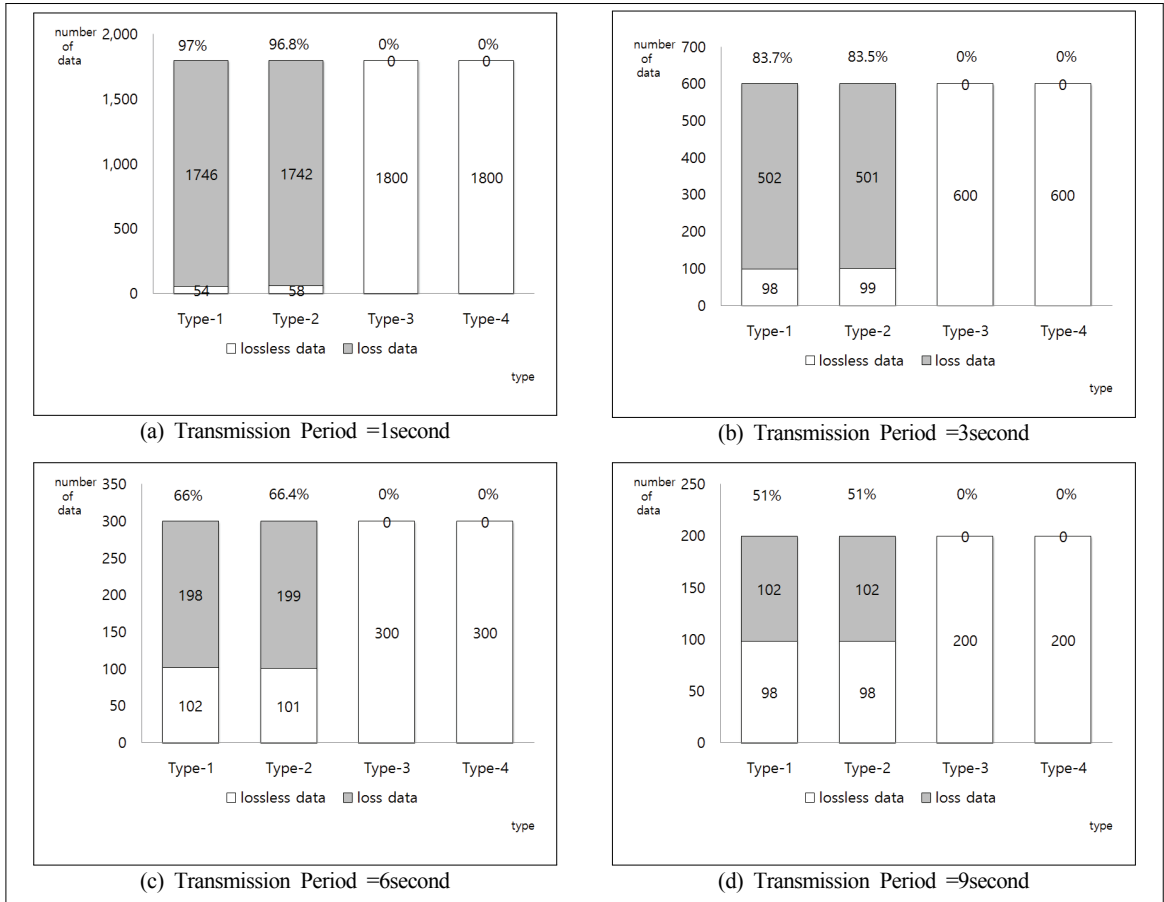 number
of
data
2,000
1,500
1,000
500
0
97%
96.8%
0%
0%
0
0
1746
1742
1800
1800
54
58
Type-1
Type-2
Type-3
Type-4
lossless data
loss data
type
(a) Transmission Period =1second
number
of
data
700
600
500
400
300
200
100
0
83.7%
83.5%
0%
0%
0
0
502
501
600
600
98
99
Type-1
Type-2
Type-3
Type-4
lossless data
loss data
type
(b) Transmission Period =3second
number
of
data
350
300
250
200
150
100
50
0
66%
66.4%
0%
0%
0
0
198
199
300
300
102
101
Type-1
Type-2
Type-3
Type-4
lossless data
loss data
type
(c) Transmission Period =6second
number
of
data
250
200
150
100
50
0
51%
51%
0%
0%
0
0
102
102
200
200
98
98
Type-1
Type-2
Type-3
Type-4
lossless data
loss data
type
(d) Transmission Period =9second